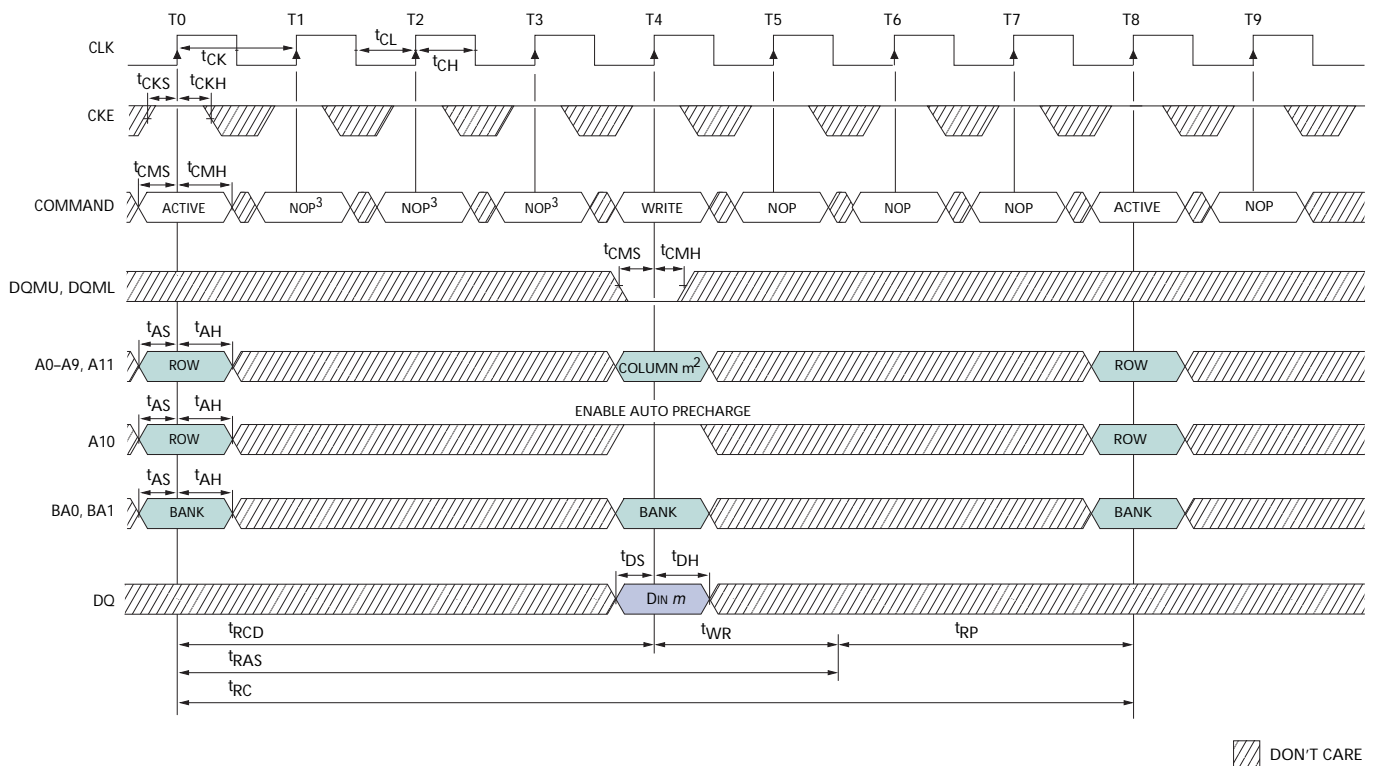 T0 T1 T2 T3 T4 T5 T6 T7 T8 T9
CLK
tCK
tCL
tCH
tCKS tCKH
CKE
tCMS tCMH
COMMAND ACTIVE NOP3 NOP3 NOP3 WRITE NOP NOP NOP ACTIVE NOP
tCMS tCMH
DQMU, DQML
tAS tAH
A0–A9, A11 ROW COLUMN m2 ROW
tAS tAH
ENABLE AUTO PRECHARGE
A10 ROW ROW
tAS tAH
BA0, BA1 BANK BANK BANK
tDS tDH
DQ DIN m
tRCD tWR tRP
tRAS
tRC
DON'T CARE